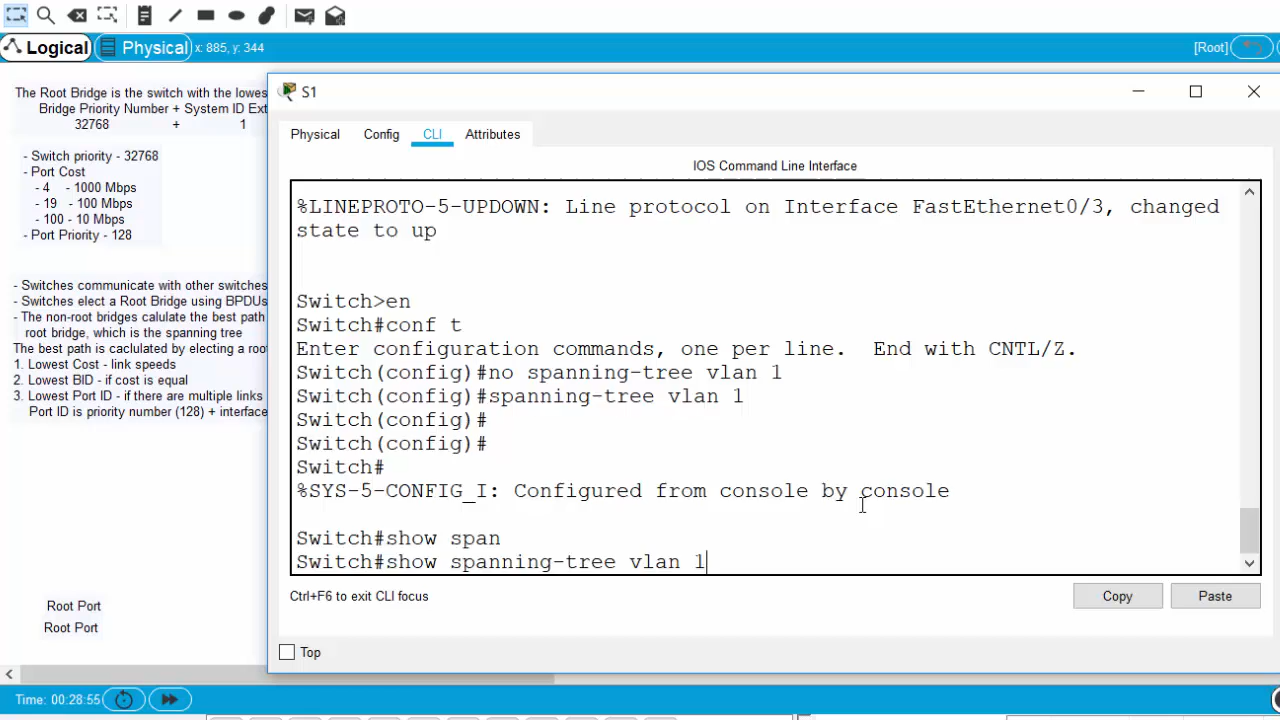 Logical
Physical
x: 885, y: 344
[Root]
The Root Bridge is the switch with the lowes
Bridge Priority Number + System ID Ext
32768 + 1
- Switch priority - 32768
- Port Cost
- 4 - 1000 Mbps
- 19 - 100 Mbps
- 100 - 10 Mbps
- Port Priority - 128
- Switches communicate with other switches
- Switches elect a Root Bridge using BPDUs
- The non-root bridges calulate the best path
root bridge, which is the spanning tree
The best path is caclulated by electing a roo
1. Lowest Cost - link speeds
2. Lowest BID - if cost is equal
3. Lowest Port ID - if there are multiple links
Port ID is priority number (128) + interface
Root Port
Root Port
S1
Physical
Config
CLI
Attributes
IOS Command Line Interface
%LINEPROTO-5-UPDOWN: Line protocol on Interface FastEthernet0/3, changed
state to up
Switch>en
Switch#conf t
Enter configuration commands, one per line.  End with CNTL/Z.
Switch(config)#no spanning-tree vlan 1
Switch(config)#spanning-tree vlan 1
Switch(config)#
Switch(config)#
Switch#
%SYS-5-CONFIG_I: Configured from console by console
Switch#show span
Switch#show spanning-tree vlan 1
Ctrl+F6 to exit CLI focus
Copy
Paste
Top
Time: 00:28:55